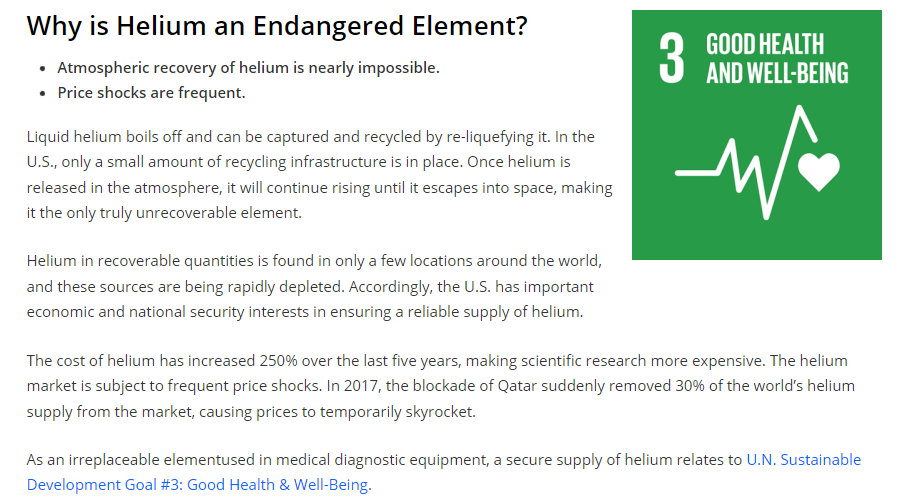 Why is Helium an Endangered Element?
3 GOOD HEALTH
AND WELL-BEING
• Atmospheric recovery of helium is nearly impossible.
• Price shocks are frequent.
Liquid helium boils off and can be captured and recycled by re-liquefying it. In the
U.S., only a small amount of recycling infrastructure is in place. Once helium is
released in the atmosphere, it will continue rising until it escapes into space, making
it the only truly unrecoverable element.
Helium in recoverable quantities is found in only a few locations around the world,
and these sources are being rapidly depleted. Accordingly, the U.S. has important
economic and national security interests in ensuring a reliable supply of helium.
The cost of helium has increased 250% over the last five years, making scientific research more expensive. The helium
market is subject to frequent price shocks. In 2017, the blockade of Qatar suddenly removed 30% of the world’s helium
supply from the market, causing prices to temporarily skyrocket.
As an irreplaceable elementused in medical diagnostic equipment, a secure supply of helium relates to U.N. Sustainable
Development Goal #3: Good Health & Well-Being.